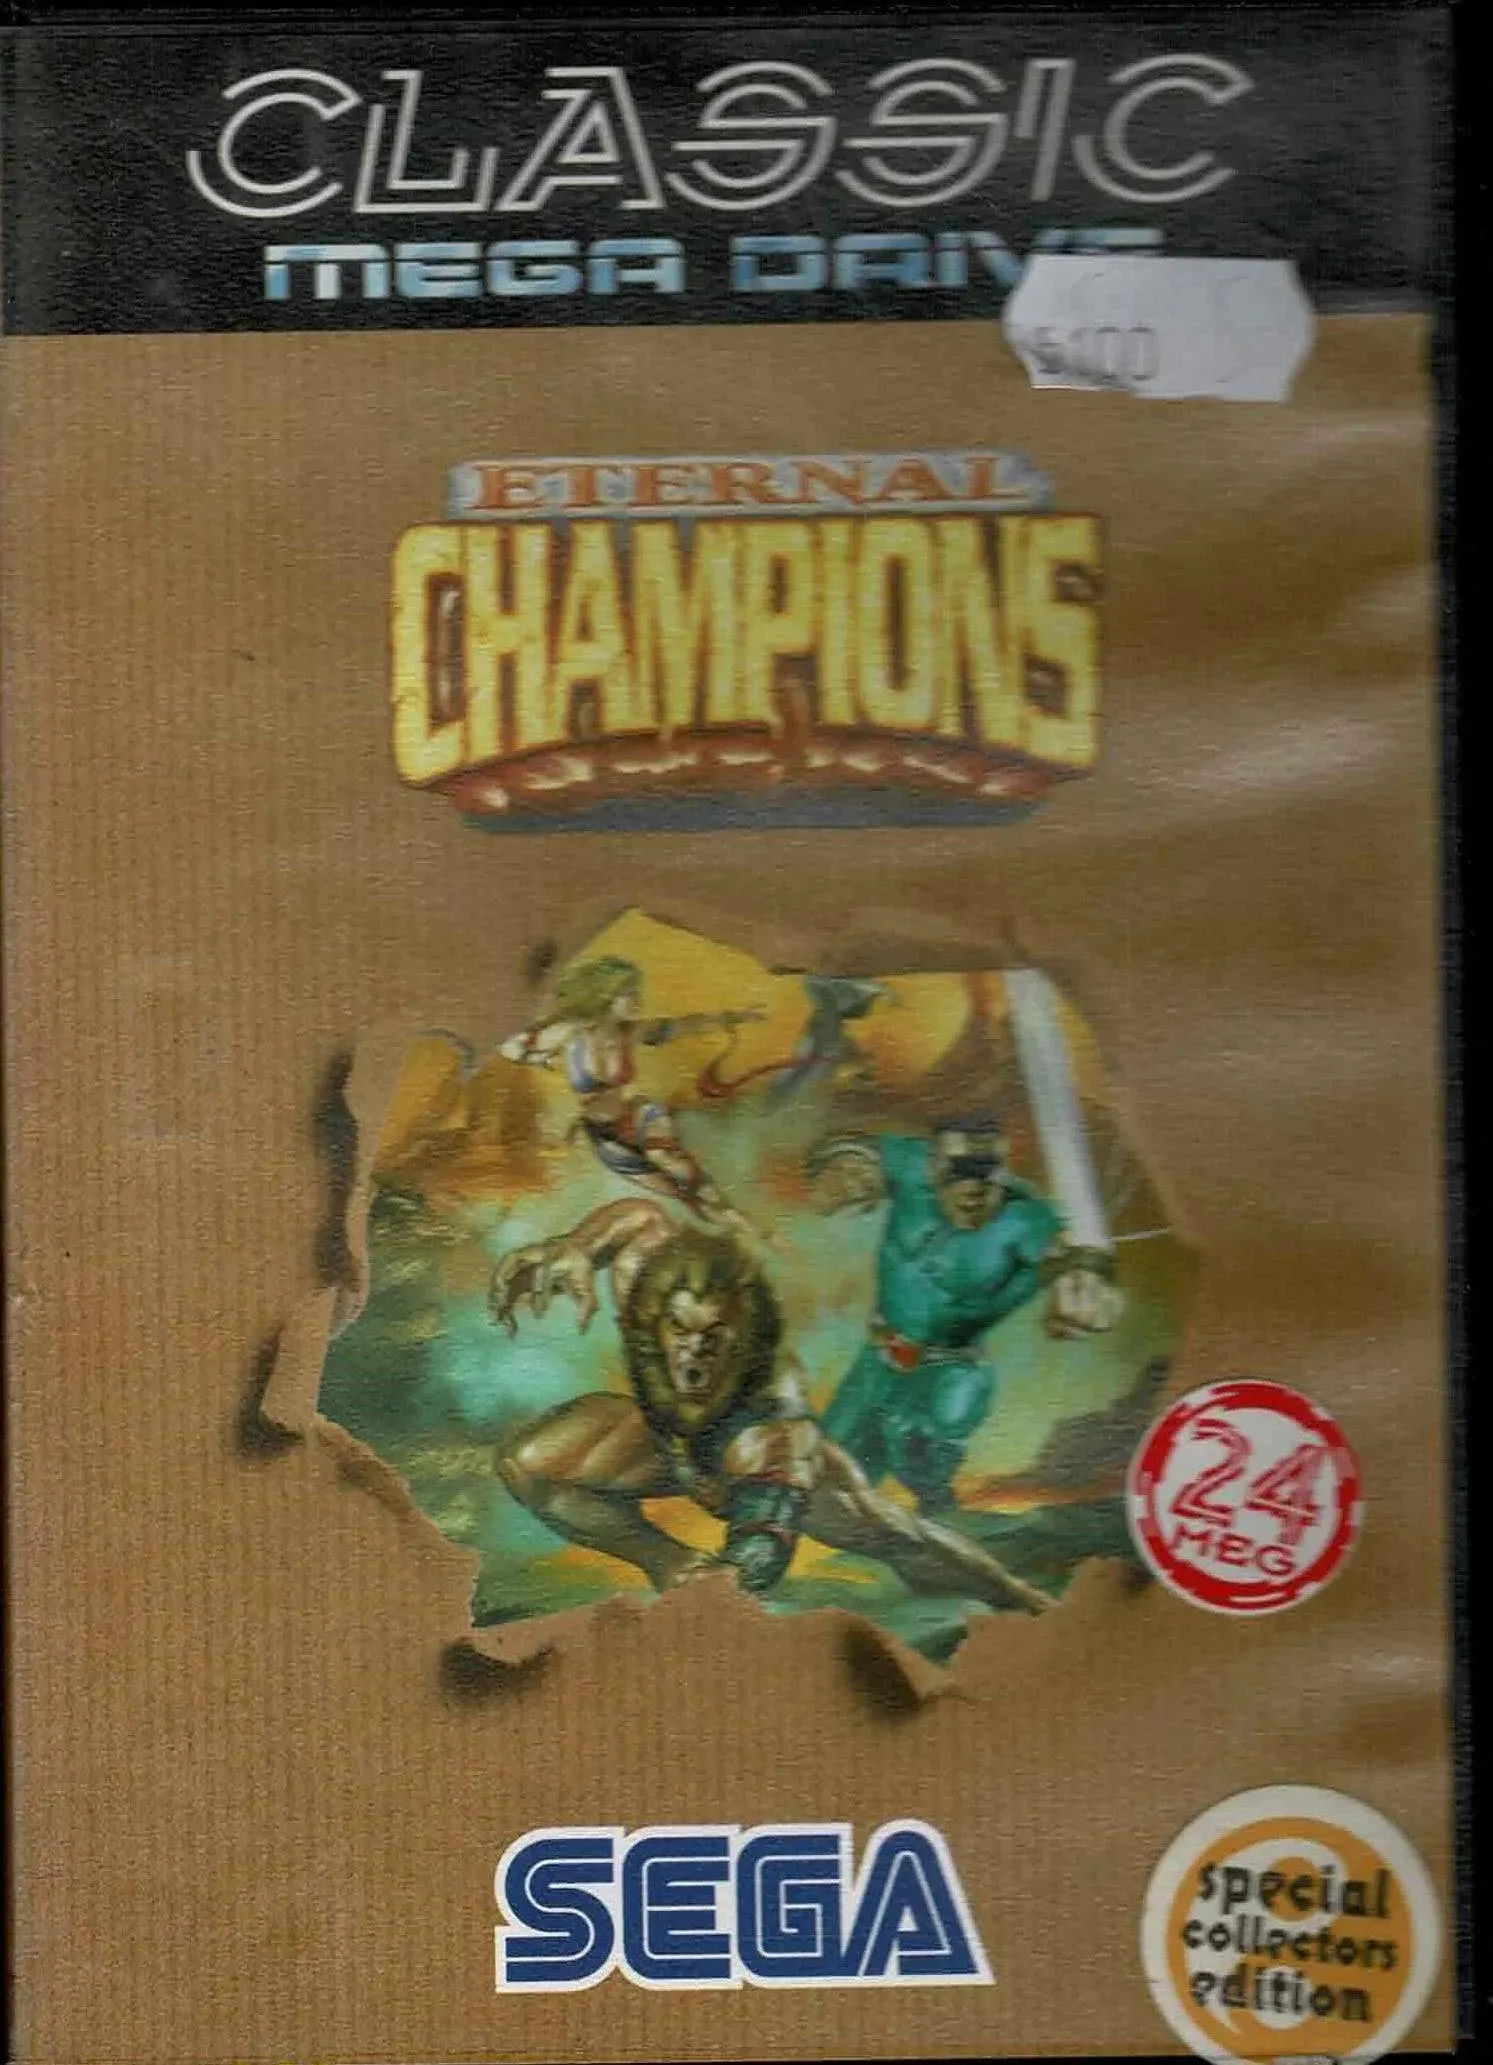 CLASSIC
MEGA DRIVE
ETERNAL
CHAMPIONS
24
MEG
SEGA
special
collectors
edition